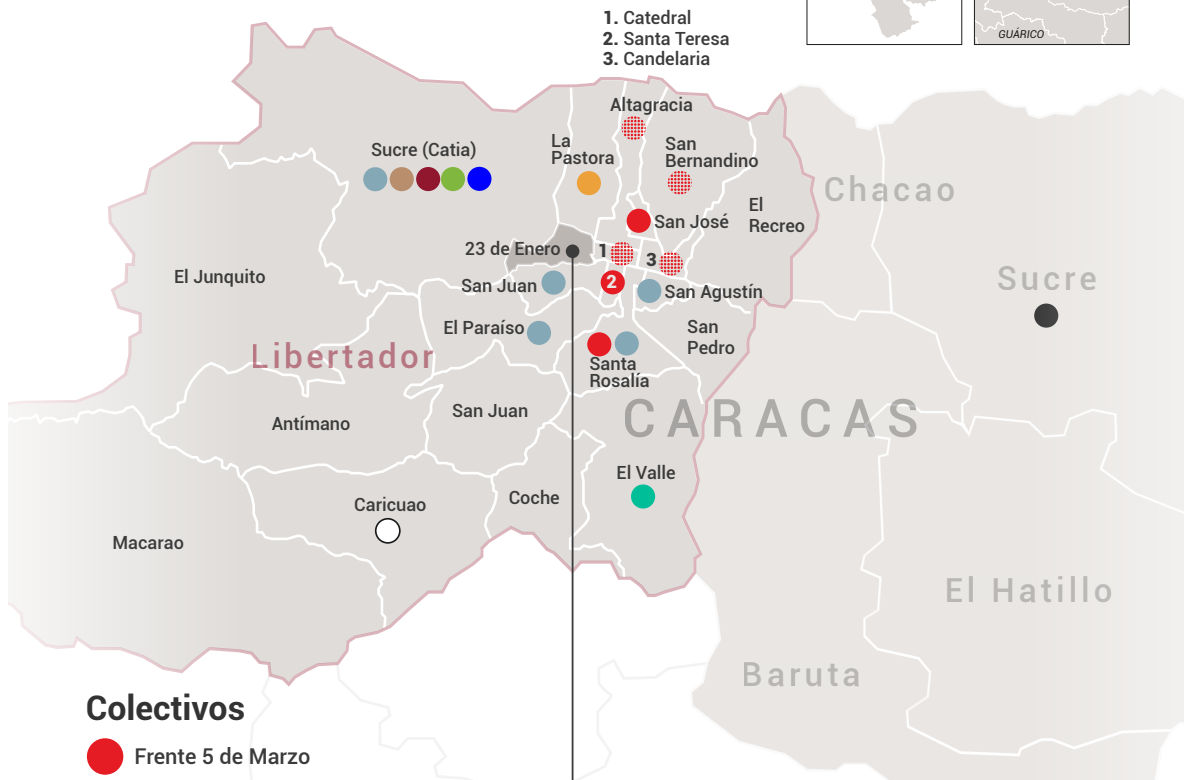 1. Catedral
2. Santa Teresa
3. Candelaria
GUÁRICO
Altagracia
Sucre (Catia)
La
Pastora
San
Bernandino
Chacao
El
Recreo
San José
23 de Enero
1
3
El Junquito
San Juan
2
San Agustín
Sucre
El Paraíso
San
Pedro
Libertador
Santa
Rosalía
San Juan
CARACAS
Antímano
El Valle
Coche
Caricuao
Macarao
El Hatillo
Baruta
Colectivos
Frente 5 de Marzo